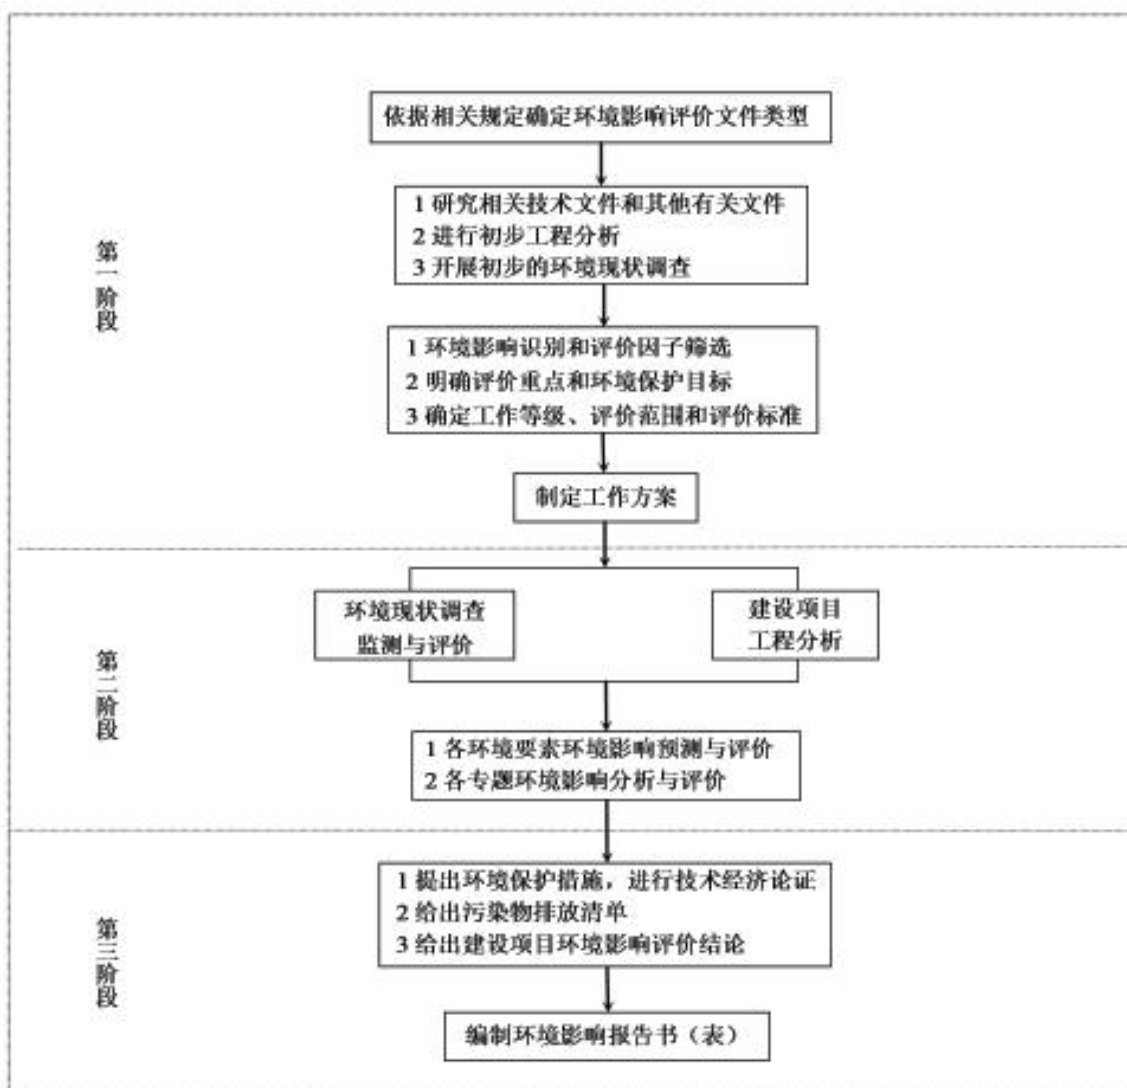 依据相关规定确定环境影响评价文件类型
1 研究相关技术文件和其他有关文件
2 进行初步工程分析
3 开展初步的环境现状调查
第一阶段
1 环境影响识别和评价因子筛选
2 明确评价重点和环境保护目标
3 确定工作等级、评价范围和评价标准
制定工作方案
环境现状调查
监测与评价
建设项目
工程分析
第二阶段
1 各环境要素环境影响预测与评价
2 各专题环境影响分析与评价
1 提出环境保护措施，进行技术经济论证
2 给出污染物排放清单
3 给出建设项目环境影响评价结论
第三阶段
编制环境影响报告书（表）